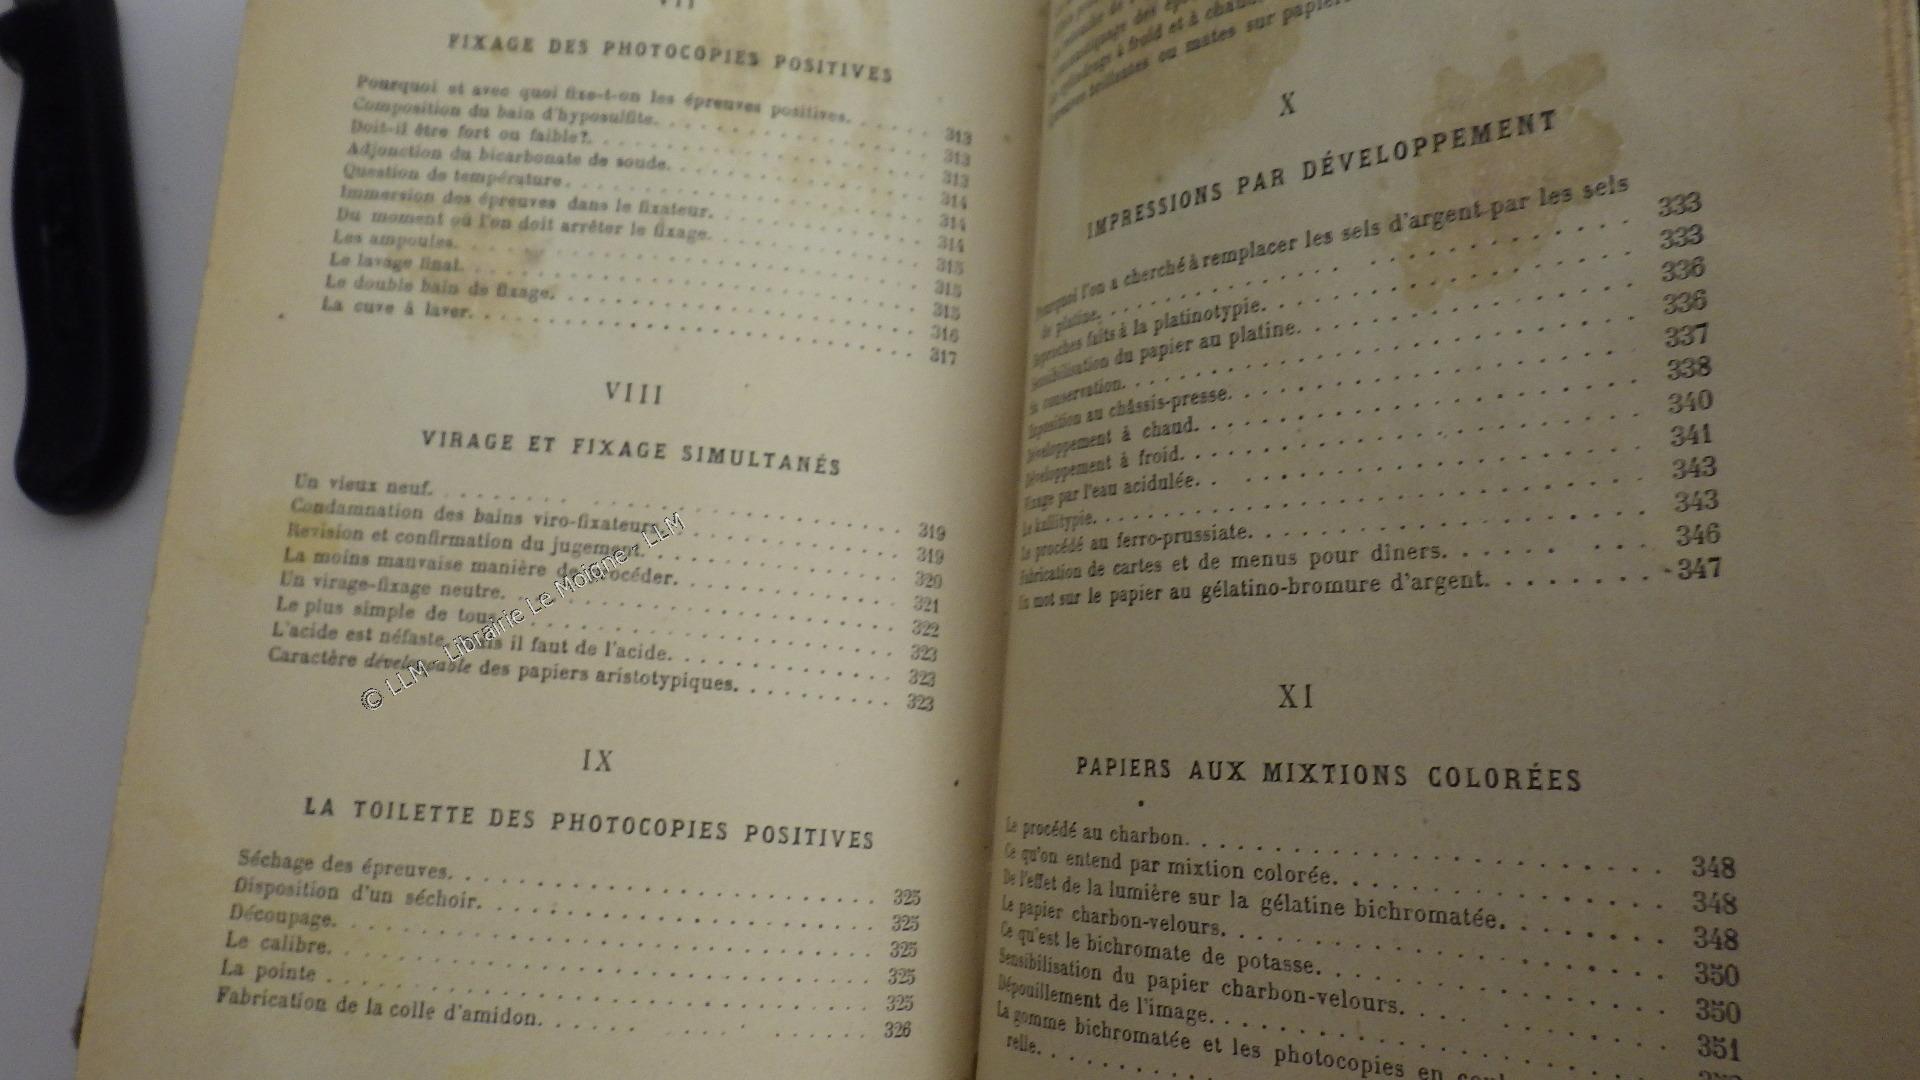 VII
FIXAGE DES PHOTOCOPIES POSITIVES
Pourquoi et avec quoi fixe-t-on les épreuves positives. 313
Composition du bain d'hyposulfite. 313
Doit-il être fort ou faible?. 313
Adjonction du bicarbonate de soude. 314
Question de température. 314
Immersion des épreuves dans le fixateur. 314
Du moment où l'on doit arrêter le fixage. 315
Les ampoules. 315
Le lavage final. 315
Le double bain de fixage. 316
La cuve à laver. 317
VIII
VIRAGE ET FIXAGE SIMULTANÉS
Un vieux neuf. 319
Condamnation des bains viro-fixateurs. 319
Revision et confirmation du jugement. 320
La moins mauvaise manière de procéder. 321
Un virage-fixage neutre. 322
Le plus simple de tous. 323
L'acide est néfaste, mais il faut de l'acide. 323
Caractère développable des papiers aristotypiques. 323
IX
LA TOILETTE DES PHOTOCOPIES POSITIVES
Séchage des épreuves. 325
Disposition d'un séchoir. 325
Découpage. 325
Le calibre. 325
La pointe 325
Fabrication de la colle d'amidon. 326
© LLM - Librairie Le Moigne - LLM
à froid et à chaud
brillantes ou mates sur papiers
X
IMPRESSIONS PAR DÉVELOPPEMENT
Pourquoi l'on a cherché à remplacer les sels d'argent par les sels
de platine. 333
Reproches faits à la platinotypie. 333
Sensibilisation du papier au platine. 336
Sa conservation. 336
Exposition au châssis-presse. 337
Développement à chaud. 338
Développement à froid. 340
Fixage par l'eau acidulée. 341
La kallitypie. 343
Le procédé au ferro-prussiate. 343
Fabrication de cartes et de menus pour dîners. 346
Un mot sur le papier au gélatino-bromure d'argent. 347
XI
PAPIERS AUX MIXTIONS COLORÉES
Le procédé au charbon. 348
Ce qu'on entend par mixtion colorée. 348
De l'effet de la lumière sur la gélatine bichromatée. 348
Le papier charbon-velours. 350
Ce qu'est le bichromate de potasse. 350
Sensibilisation du papier charbon-velours. 351
Dépouillement de l'image.
La gomme bichromatée et les photocopies en
relle.